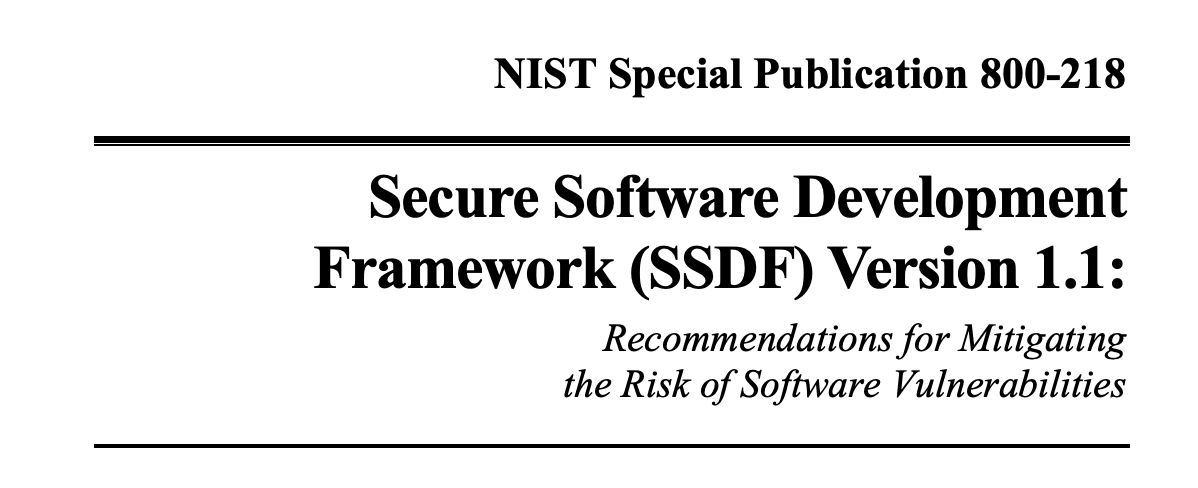 NIST Special Publication 800-218
Secure Software Development
Framework (SSDF) Version 1.1:
Recommendations for Mitigating
the Risk of Software Vulnerabilities